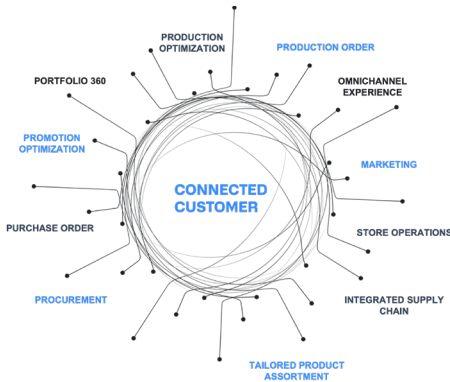 PRODUCTION
OPTIMIZATION
PRODUCTION ORDER
PORTFOLIO 360
OMNICHANNEL
EXPERIENCE
PROMOTION
OPTIMIZATION
MARKETING
CONNECTED
CUSTOMER
PURCHASE ORDER
STORE OPERATIONS
PROCUREMENT
INTEGRATED SUPPLY
CHAIN
TAILORED PRODUCT
ASSORTMENT